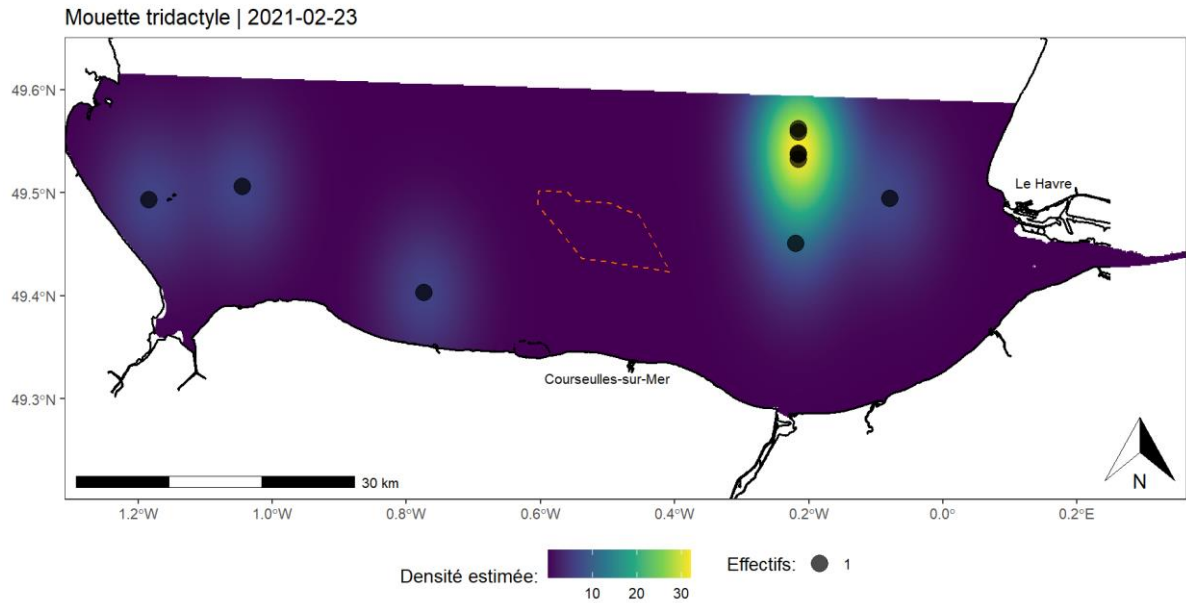 Mouette tridactyle | 2021-02-23
49.6°N
49.5°N
49.4°N
49.3°N
Le Havre
Courseulles-sur-Mer
30 km
N
1.2°W 1.0°W 0.8°W 0.6°W 0.4°W 0.2°W 0.0° 0.2°E
Densité estimée:
10 20 30
Effectifs: 1